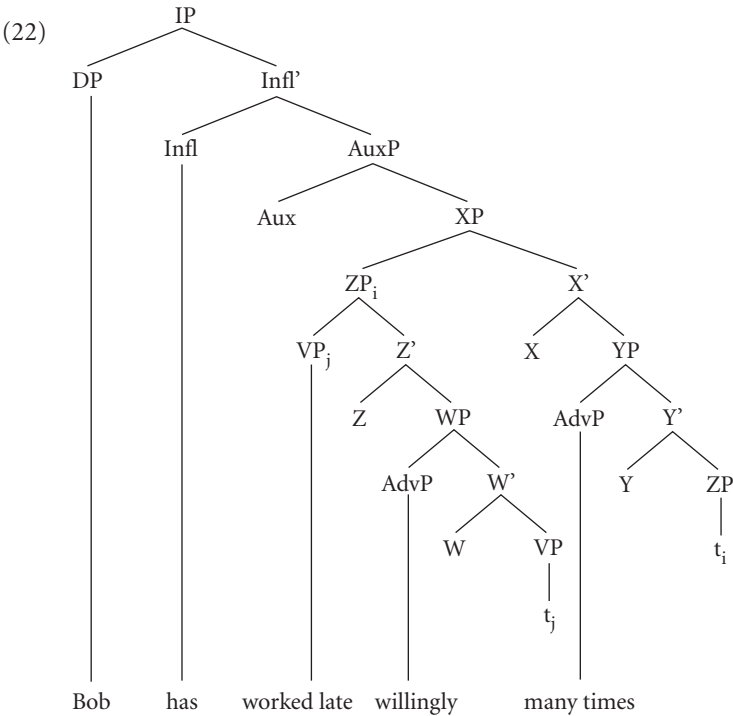 (22) IP
DP Infl’
Infl AuxP
Aux XP
ZPi X’
VPj Z’ X YP
Z WP AdvP Y’
AdvP W’ Y ZP
W VP ti
tj
Bob has worked late willingly many times